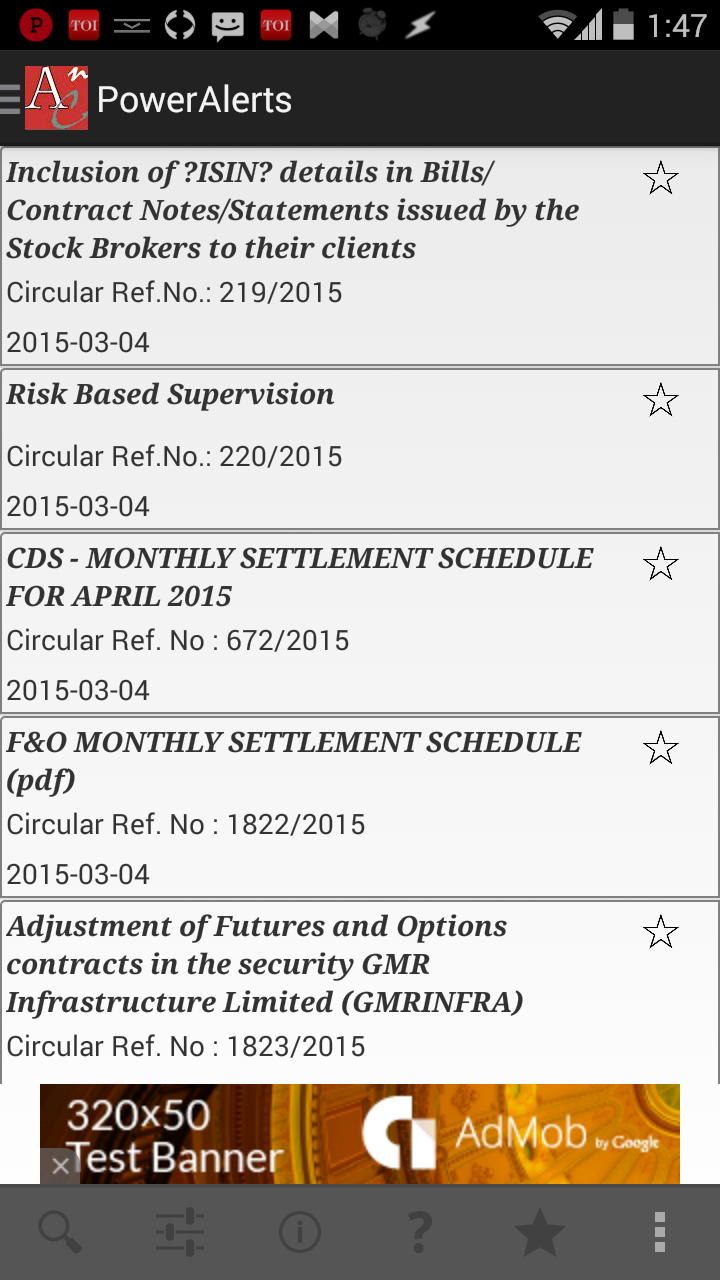 P TOI TOI 1:47
PowerAlerts
Inclusion of ?ISIN? details in Bills/
Contract Notes/Statements issued by the
Stock Brokers to their clients
Circular Ref.No.: 219/2015
2015-03-04
Risk Based Supervision
Circular Ref.No.: 220/2015
2015-03-04
CDS - MONTHLY SETTLEMENT SCHEDULE
FOR APRIL 2015
Circular Ref. No : 672/2015
2015-03-04
F&O MONTHLY SETTLEMENT SCHEDULE
(pdf)
Circular Ref. No : 1822/2015
2015-03-04
Adjustment of Futures and Options
contracts in the security GMR
Infrastructure Limited (GMRINFRA)
Circular Ref. No : 1823/2015
320x50
Test Banner
AdMob by Google